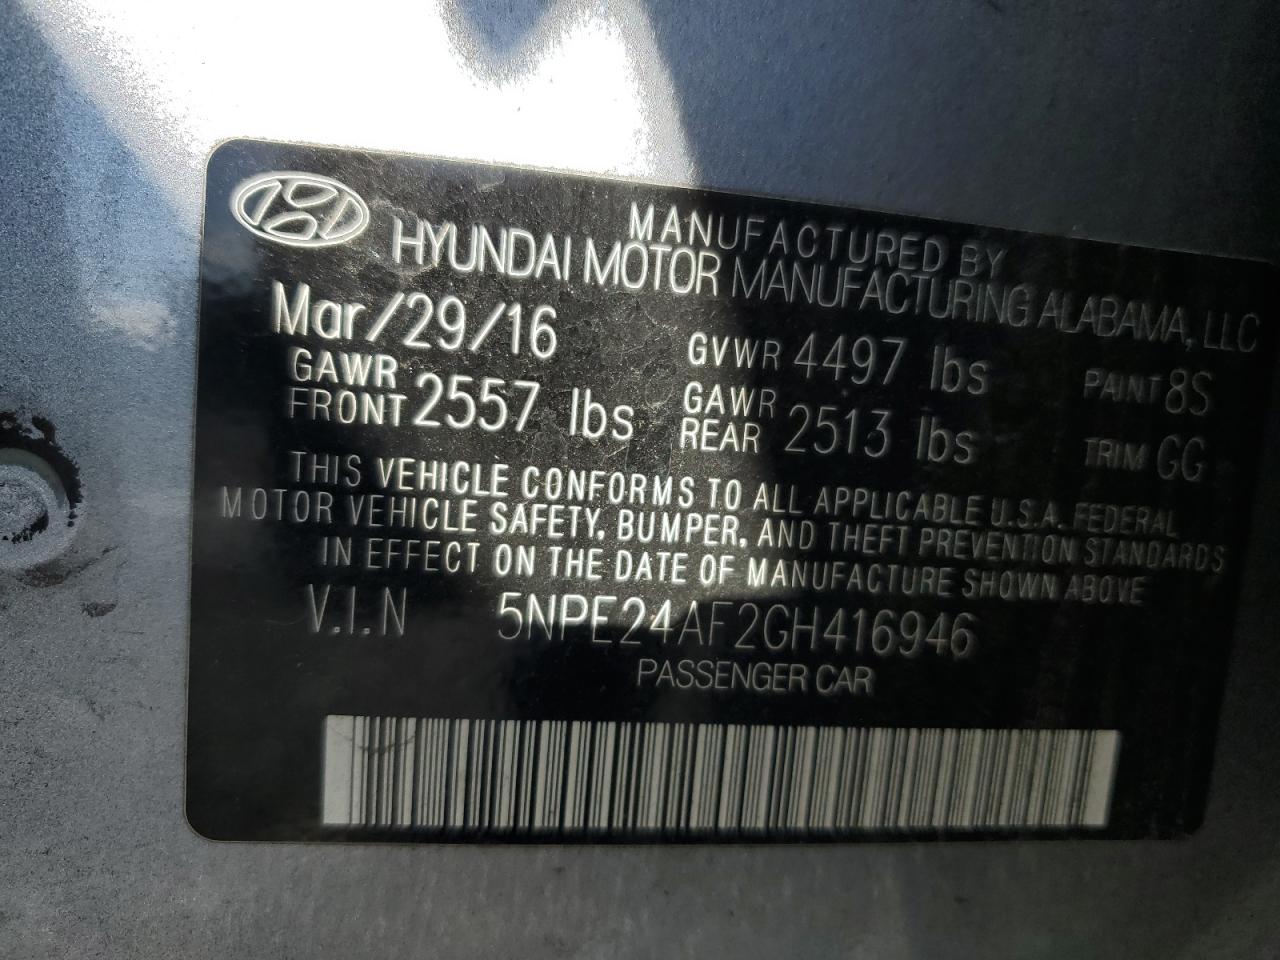 MANUFACTURED BY
HYUNDAI MOTOR MANUFACTURING ALABAMA, LLC
Mar/29/16 GVWR 4497 lbs PAINT 8S
GAWR FRONT 2557 lbs GAWR REAR 2513 lbs TRIM GG
THIS VEHICLE CONFORMS TO ALL APPLICABLE U.S.A. FEDERAL
MOTOR VEHICLE SAFETY, BUMPER, AND THEFT PREVENTION STANDARDS
IN EFFECT ON THE DATE OF MANUFACTURE SHOWN ABOVE
V.I.N 5NPE24AF2GH416946
PASSENGER CAR